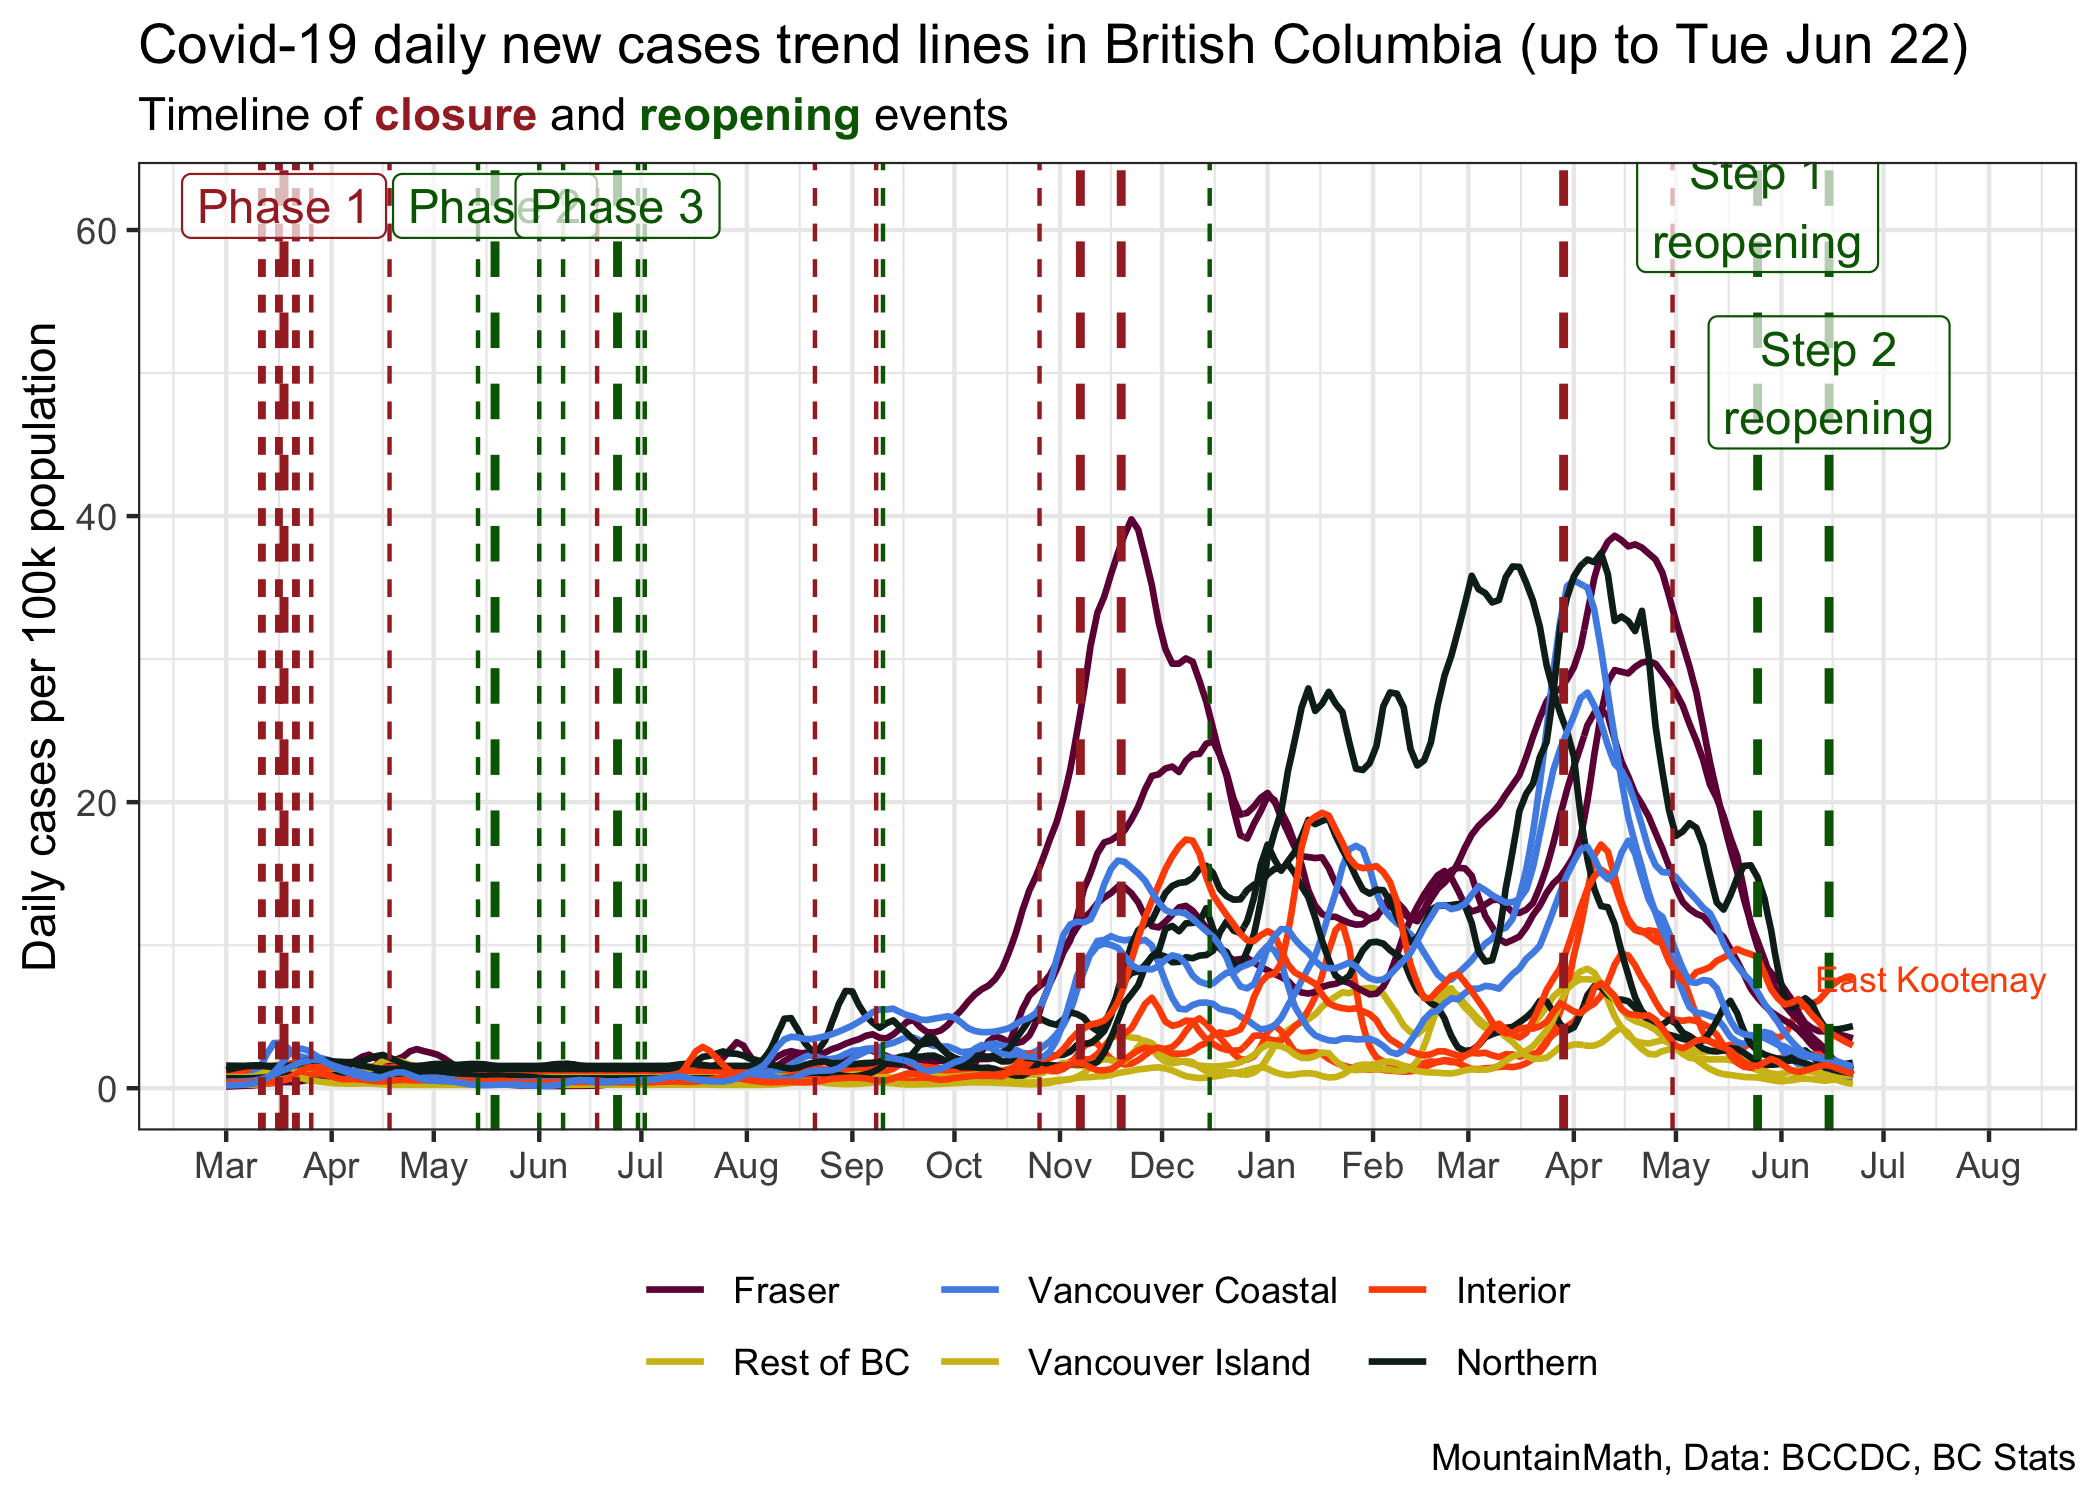 Covid-19 daily new cases trend lines in British Columbia (up to Tue Jun 22)
Timeline of closure and reopening events
Phase 1
Phase 2
Phase 3
Step 1
reopening
Step 2
reopening
Daily cases per 100k population
60
40
20
0
East Kootenay
Mar Apr May Jun Jul Aug Sep Oct Nov Dec Jan Feb Mar Apr May Jun Jul Aug
Fraser Vancouver Coastal Interior
Rest of BC Vancouver Island Northern
MountainMath, Data: BCCDC, BC Stats